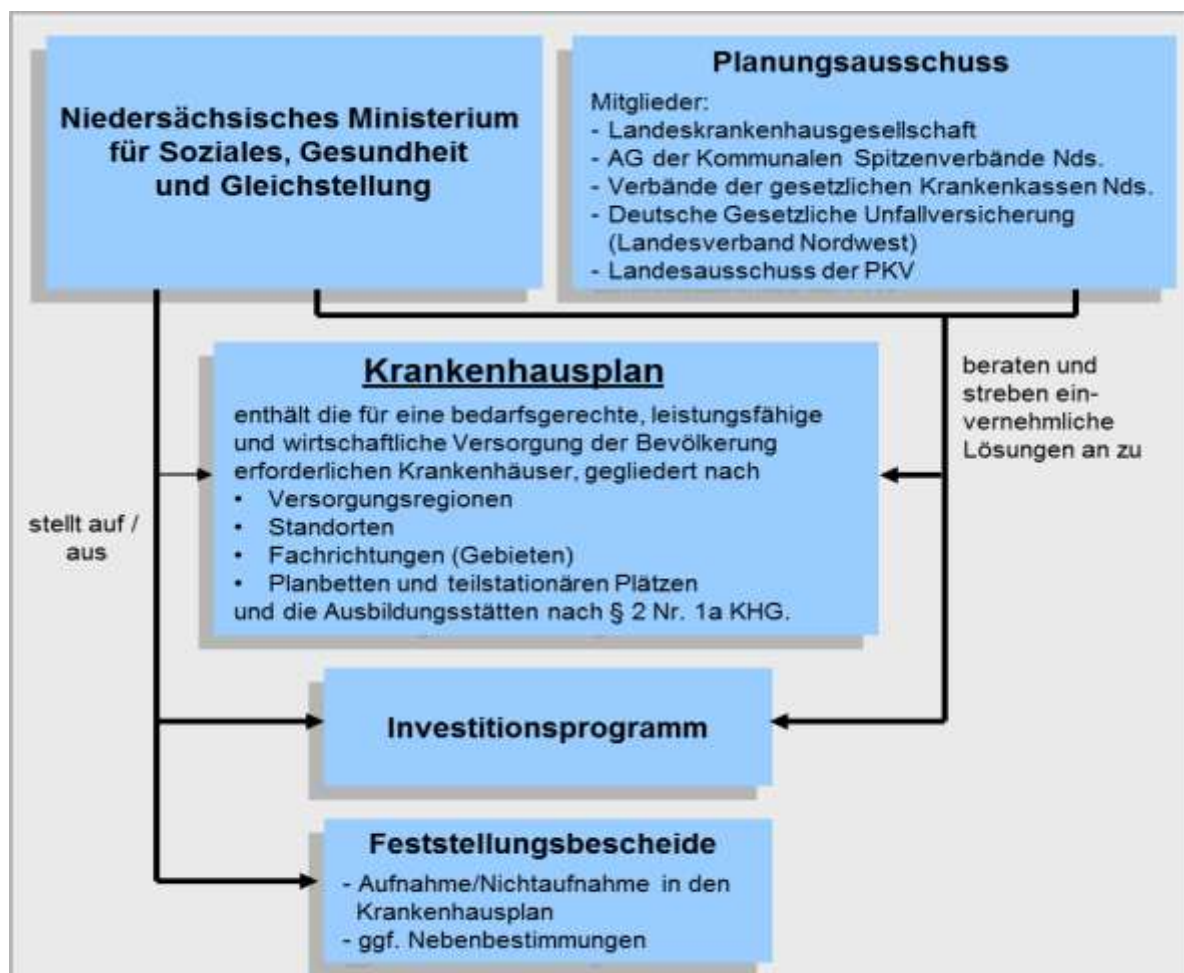 Niedersächsisches Ministerium
für Soziales, Gesundheit
und Gleichstellung
Planungsausschuss
Mitglieder:
- Landeskrankenhausgesellschaft
- AG der Kommunalen Spitzenverbände Nds.
- Verbände der gesetzlichen Krankenkassen Nds.
- Deutsche Gesetzliche Unfallversicherung
(Landesverband Nordwest)
- Landesausschuss der PKV
Krankenhausplan
enthält die für eine bedarfsgerechte, leistungsfähige
und wirtschaftliche Versorgung der Bevölkerung
erforderlichen Krankenhäuser, gegliedert nach
• Versorgungsregionen
• Standorten
• Fachrichtungen (Gebieten)
• Planbetten und teilstationären Plätzen
und die Ausbildungsstätten nach § 2 Nr. 1a KHG.
beraten und
streben ein-
vernehmliche
Lösungen an zu
stellt auf /
aus
Investitionsprogramm
Feststellungsbescheide
- Aufnahme/Nichtaufnahme in den
Krankenhausplan
- ggf. Nebenbestimmungen